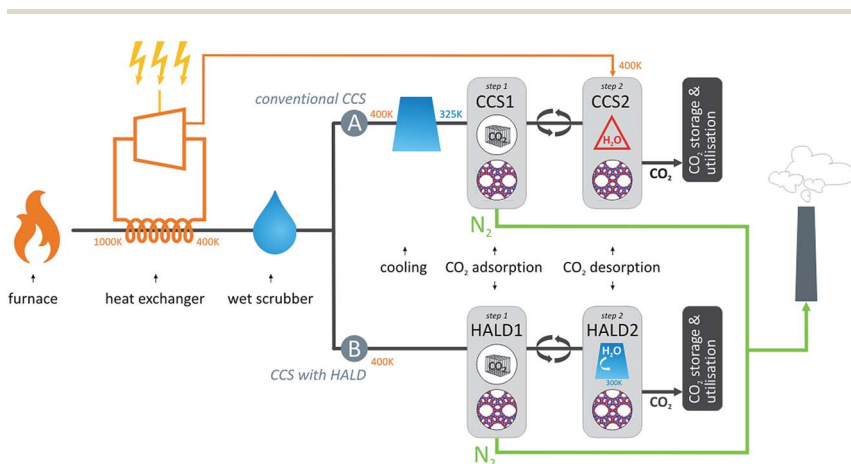 conventional CCS
A
400K
325K
step 1
CCS1
CO2
step 2
CCS2
H2O
400K
CO2
CO2 storage &
utilisation
N2
1000K
400K
furnace
heat exchanger
wet scrubber
cooling
CO2 adsorption
CO2 desorption
B
400K
CCS with HALD
step 1
HALD1
CO2
step 2
HALD2
H2O
300K
CO2
CO2 storage &
utilisation
N2